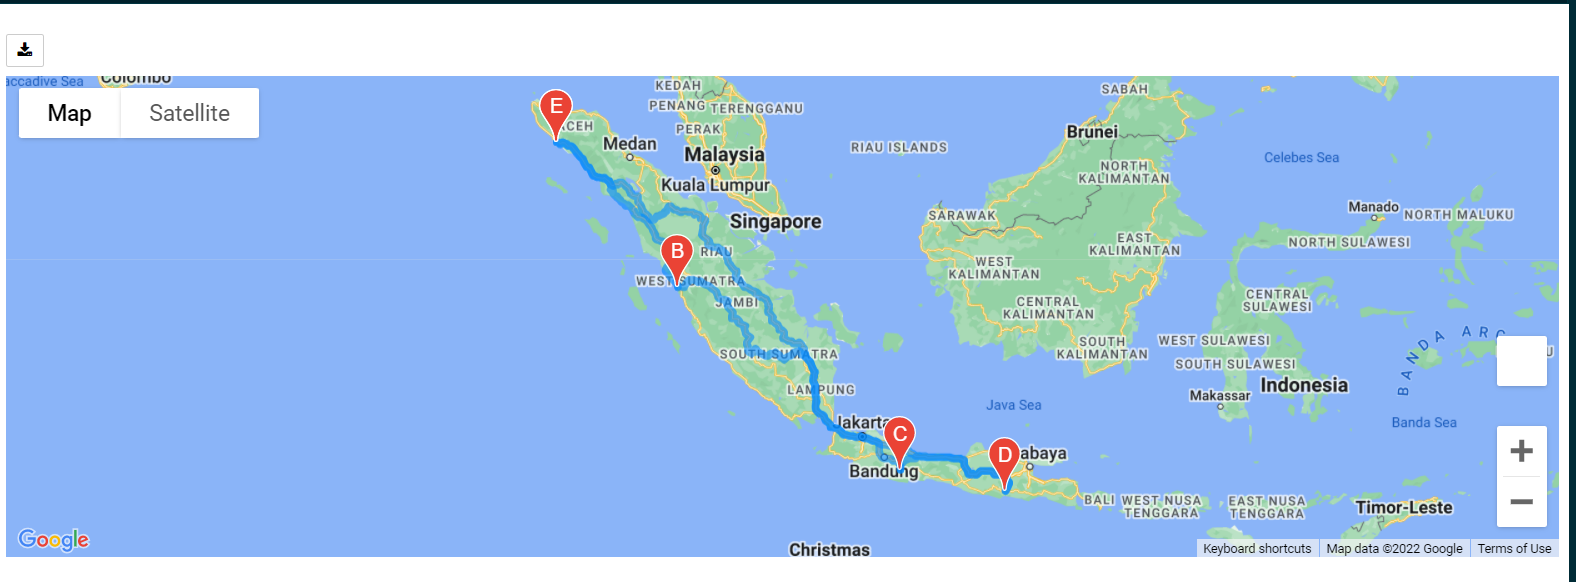 accadive Sea
Colombo
Map
Satellite
KEDAH
PENANG
TERENGGANU
PERAK
SABAH
E
ACEH
Medan
Malaysia
Kuala Lumpur
RIAU ISLANDS
Brunei
Celebes Sea
NORTH
KALIMANTAN
Singapore
SARAWAK
Manado
NORTH MALUKU
B
RIAU
EAST
KALIMANTAN
NORTH SULAWESI
WEST SUMATRA
WEST
KALIMANTAN
JAMBI
CENTRAL
KALIMANTAN
CENTRAL
SULAWESI
SOUTH SUMATRA
SOUTH
KALIMANTAN
WEST SULAWESI
SOUTH SULAWESI
BANDA ARC
U
LAMPUNG
Indonesia
Makassar
Java Sea
Banda Sea
Jakarta
C
D
abaya
Bandung
BALI
WEST NUSA
TENGGARA
EAST NUSA
TENGGARA
Timor-Leste
Google
Christmas
Keyboard shortcuts
Map data ©2022 Google
Terms of Use